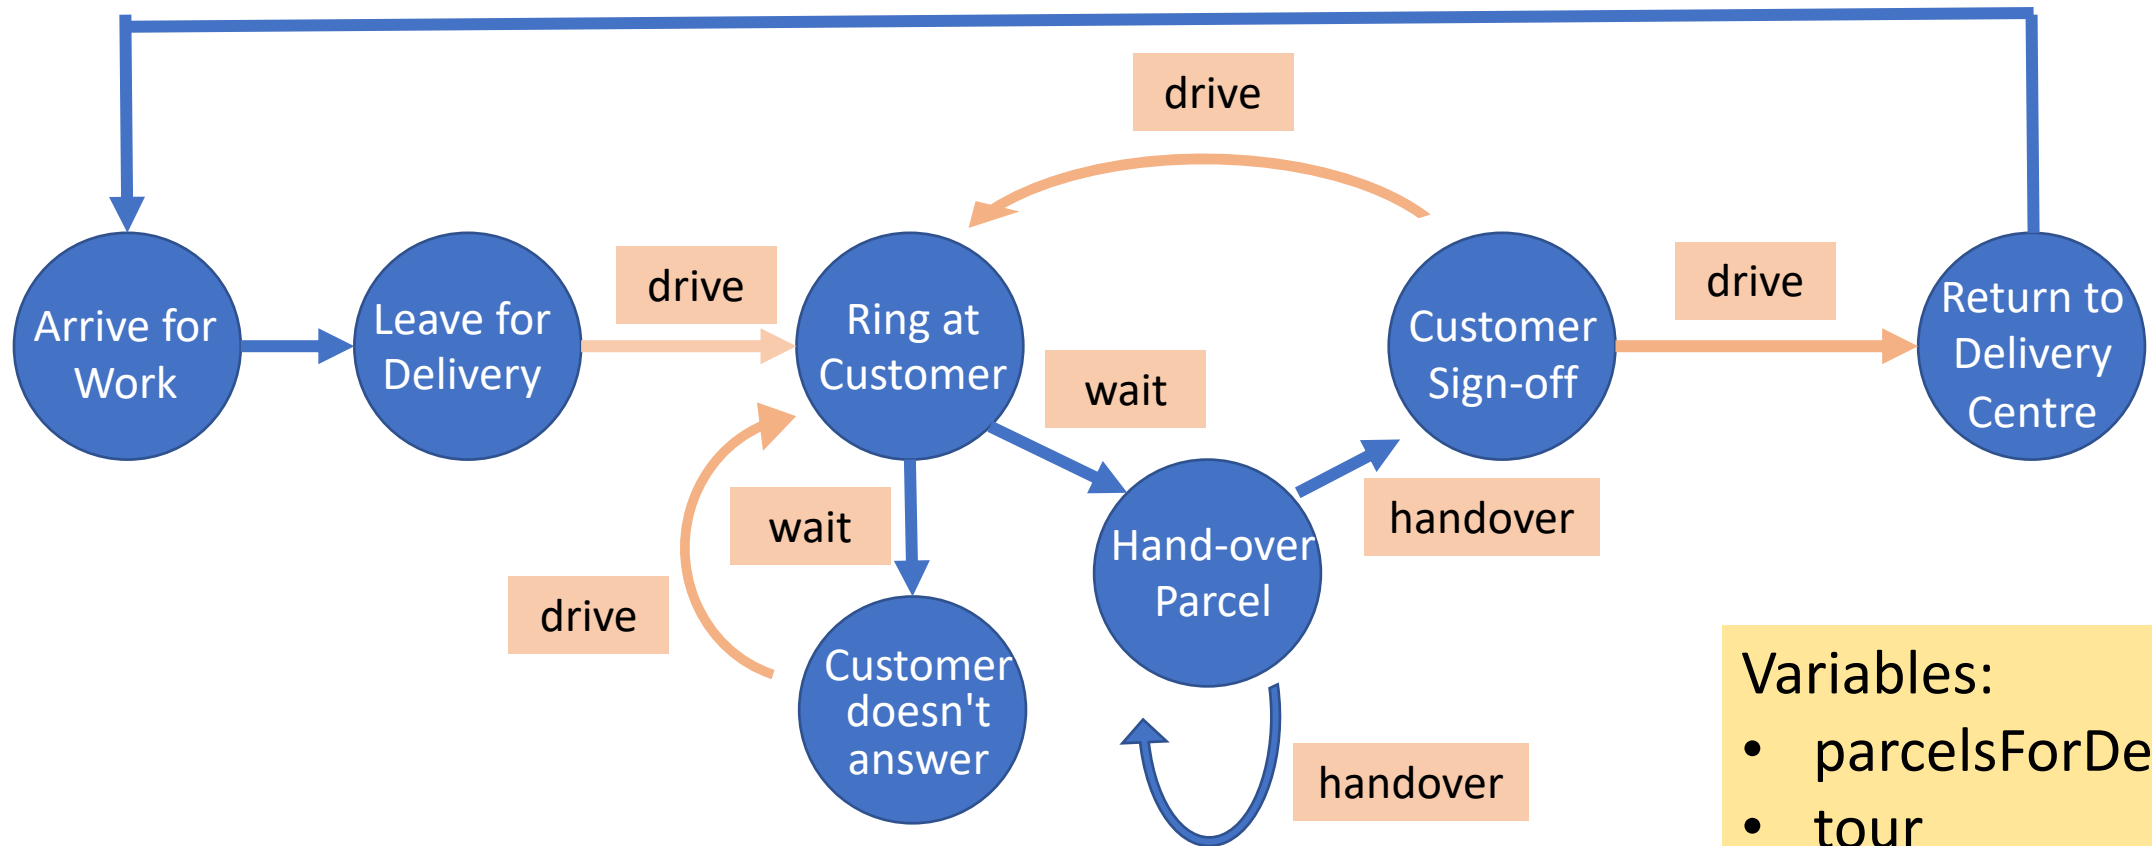 drive
drive
drive
Arrive for
Work
Leave for
Delivery
Ring at
Customer
Customer
Sign-off
Return to
Delivery
Centre
wait
wait
handover
Hand-over
Parcel
drive
Customer
doesn't
answer
handover
Variables:
• parcelsForDe
• tour